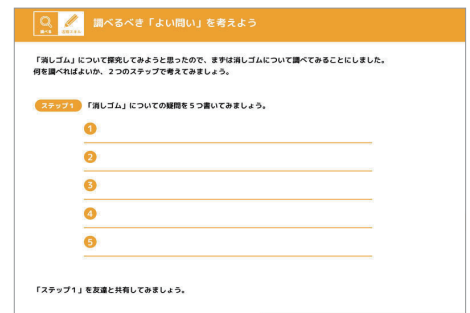 調べるべき「よい問い」を考えよう
調べる
「消しゴム」について探究してみようと思ったので、まずは消しゴムについて調べてみることにしました。
何を調べればよいか、２つのステップで考えてみましょう。
ステップ１ 「消しゴム」についての疑問を５つ書いてみましょう。
1
2
3
4
5
「ステップ１」を友達と共有してみましょう。